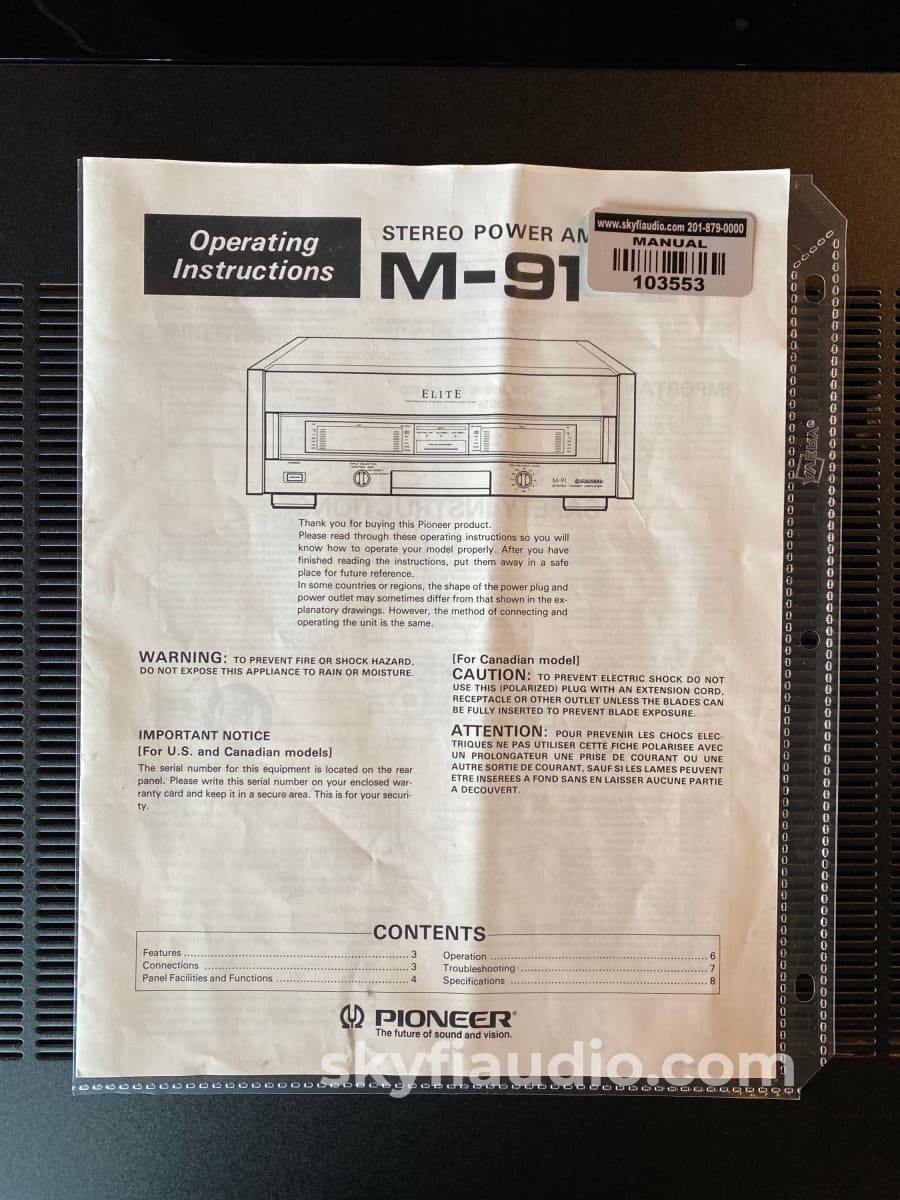 Operating
Instructions
STEREO POWER AM
M-91
www.skyfiaudio.com 201-879-0000
MANUAL
103553
ELITE
M-91 PIONEER
Thank you for buying this Pioneer product.
Please read through these operating instructions so you will
know how to operate your model properly. After you have
finished reading the instructions, put them away in a safe
place for future reference.
In some countries or regions, the shape of the power plug and
power outlet may sometimes differ from that shown in the ex-
planatory drawings. However, the method of connecting and
operating the unit is the same.
WARNING: TO PREVENT FIRE OR SHOCK HAZARD,
DO NOT EXPOSE THIS APPLIANCE TO RAIN OR MOISTURE.
IMPORTANT NOTICE
[For U.S. and Canadian models]
The serial number for this equipment is located on the rear
panel. Please write this serial number on your enclosed war-
ranty card and keep it in a secure area. This is for your securi-
ty.
[For Canadian model]
CAUTION: TO PREVENT ELECTRIC SHOCK DO NOT
USE THIS (POLARIZED) PLUG WITH AN EXTENSION CORD,
RECEPTACLE OR OTHER OUTLET UNLESS THE BLADES CAN
BE FULLY INSERTED TO PREVENT BLADE EXPOSURE.
ATTENTION: POUR PREVENIR LES CHOCS ELEC-
TRIQUES NE PAS UTILISER CETTE FICHE POLARISEE AVEC
UN PROLONGATEUR UNE PRISE DE COURANT OU UNE
AUTRE SORTIE DE COURANT, SAUF SI LES LAMES PEUVENT
ETRE INSEREES A FOND SANS EN LAISSER AUCUNE PARTIE
A DECOUVERT.
CONTENTS
Features ........ 3
Connections ........ 3
Panel Facilities and Functions ........ 4
Operation ........ 6
Troubleshooting ........ 7
Specifications ........ 8
PIONEER®
The future of sound and vision.
skyfiaudio.com